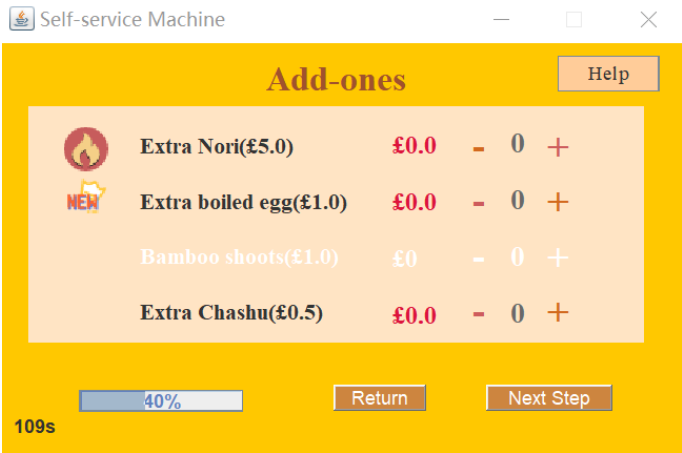 Self-service Machine
Add-ones
Help
Extra Nori(£5.0) £0.0 - 0 +
NEW Extra boiled egg(£1.0) £0.0 - 0 +
Bamboo shoots(£1.0) £0 - 0 +
Extra Chashu(£0.5) £0.0 - 0 +
40% Return Next Step
109s